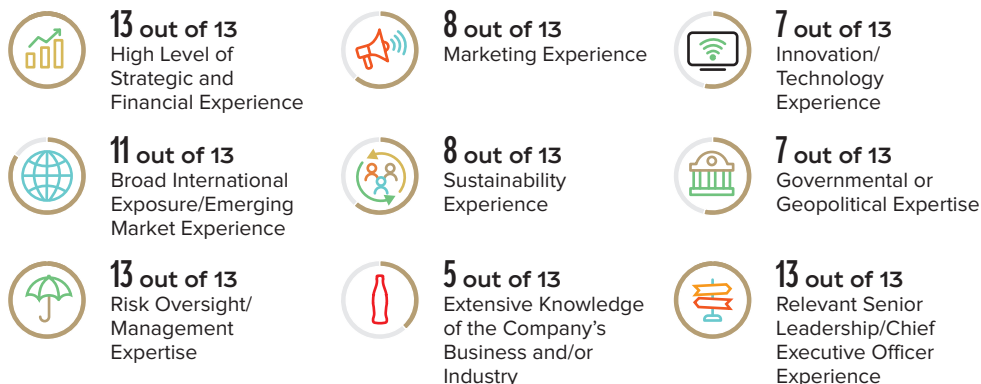 13 out of 13
High Level of
Strategic and
Financial Experience
8 out of 13
Marketing Experience
7 out of 13
Innovation/
Technology
Experience
11 out of 13
Broad International
Exposure/Emerging
Market Experience
8 out of 13
Sustainability
Experience
7 out of 13
Governmental or
Geopolitical Expertise
13 out of 13
Risk Oversight/
Management
Expertise
5 out of 13
Extensive Knowledge
of the Company’s
Business and/or
Industry
13 out of 13
Relevant Senior
Leadership/Chief
Executive Officer
Experience